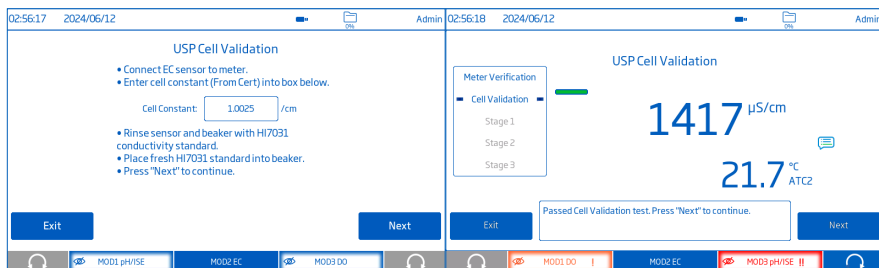 02:56:17 2024/06/12 0% Admin
USP Cell Validation
• Connect EC sensor to meter.
• Enter cell constant (From Cert) into box below.
Cell Constant: 1.0025 /cm
• Rinse sensor and beaker with HI7031
conductivity standard.
• Place fresh HI7031 standard into beaker.
• Press "Next" to continue.
Exit Next
MOD1 pH/ISE MOD2 EC MOD3 DO
02:56:18 2024/06/12 0% Admin
USP Cell Validation
Meter Verification
Cell Validation
Stage 1
Stage 2
Stage 3
1417 µS/cm
21.7 °C
ATC2
Passed Cell Validation test. Press "Next" to continue.
Exit Next
MOD1 DO ! MOD2 EC MOD3 pH/ISE !!